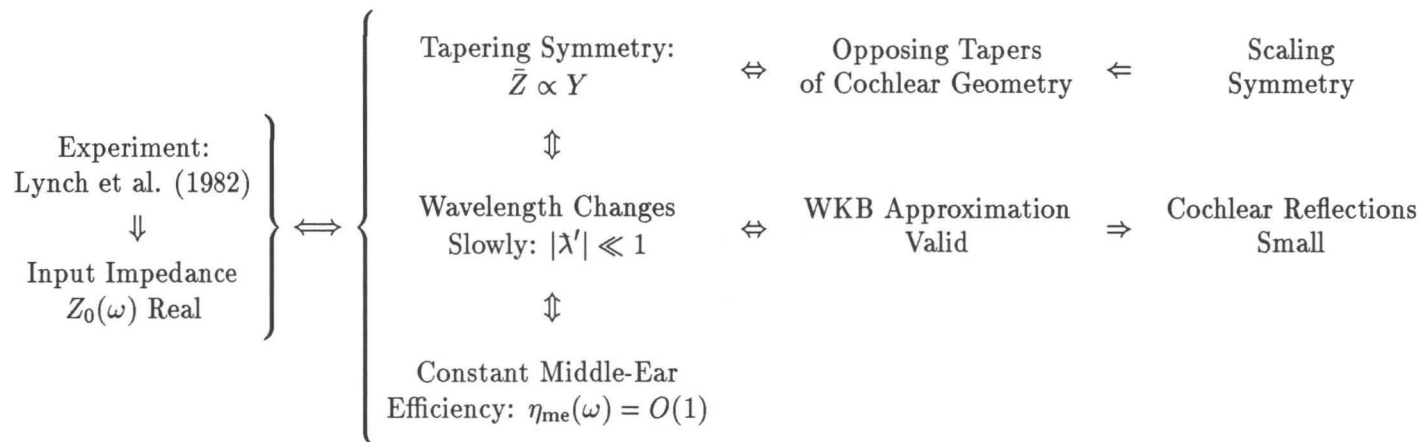 Experiment:
Lynch et al. (1982)
⇓
Input Impedance
Z₀(ω) Real
⟺
Tapering Symmetry:
Z̄ ∝ Y
⇔
Opposing Tapers
of Cochlear Geometry
⇐
Scaling
Symmetry
⇕
Wavelength Changes
Slowly: |ƛ′| ≪ 1
⇔
WKB Approximation
Valid
⇒
Cochlear Reflections
Small
⇕
Constant Middle-Ear
Efficiency: ηₘₑ(ω) = O(1)